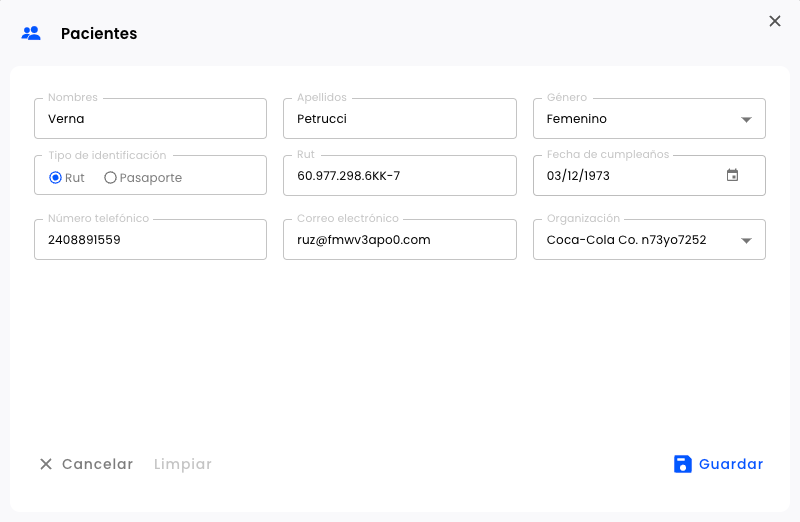 Pacientes
Nombres
Verna
Apellidos
Petrucci
Género
Femenino
Tipo de identificación
Rut
Pasaporte
Rut
60.977.298.6KK-7
Fecha de cumpleaños
03/12/1973
Número telefónico
2408891559
Correo electrónico
ruz@fmwv3apo0.com
Organización
Coca-Cola Co. n73yo7252
Cancelar
Limpiar
Guardar